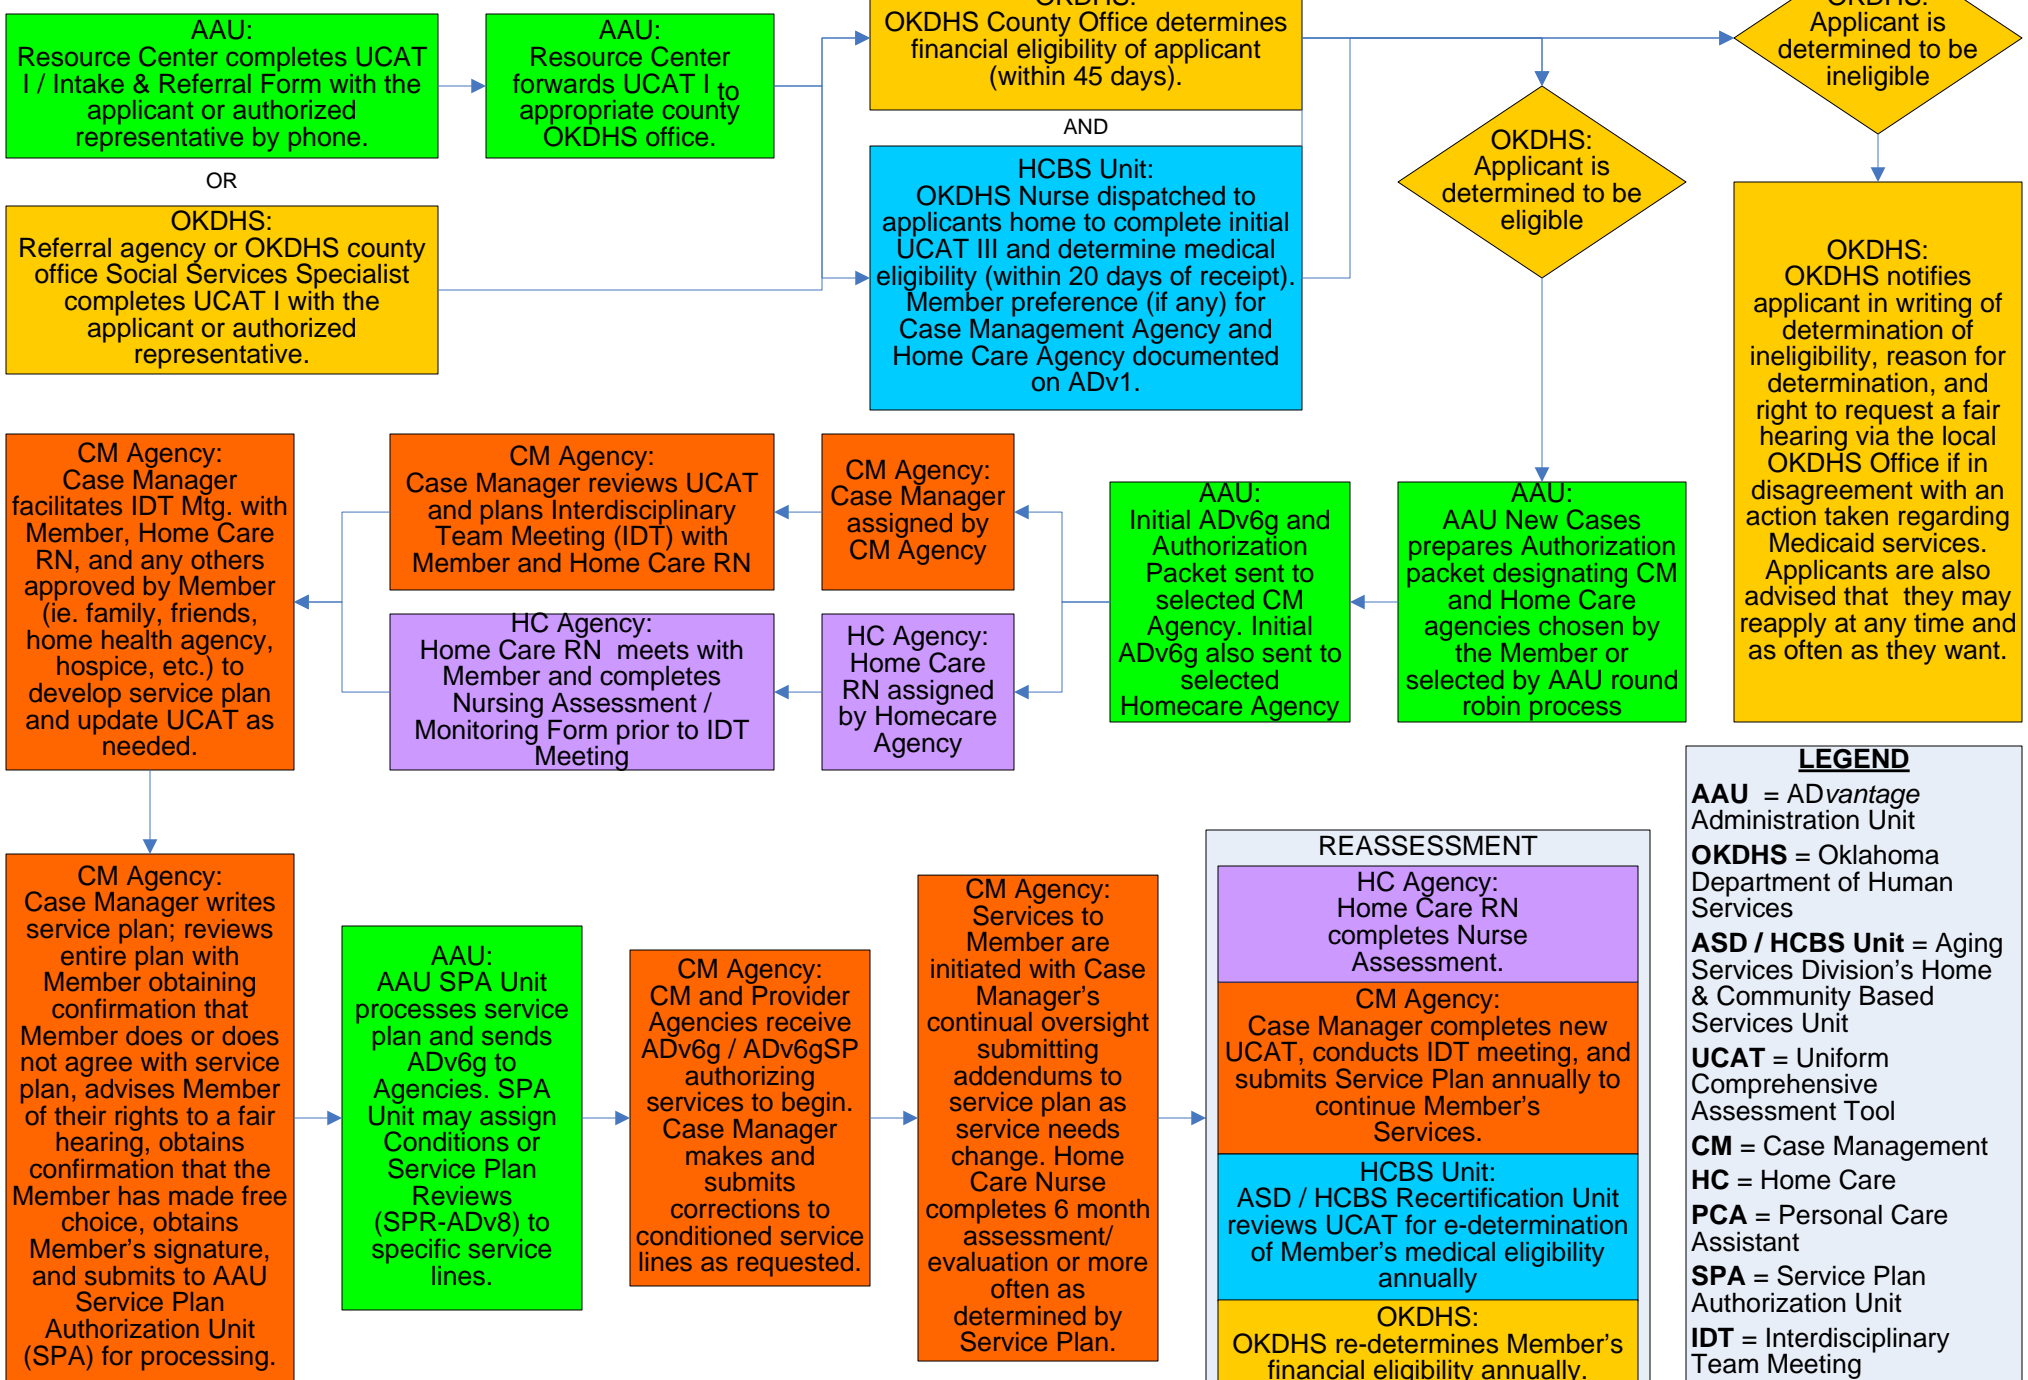 AAU:
Resource Center completes UCAT
I / Intake & Referral Form with the
applicant or authorized
representative by phone.
AAU:
Resource Center
forwards UCAT I to
appropriate county
OKDHS office.
OKDHS:
OKDHS County Office determines
financial eligibility of applicant
(within 45 days).
OKDHS:
Applicant is
determined to be
ineligible
OR
AND
OKDHS:
Referral agency or OKDHS county
office Social Services Specialist
completes UCAT I with the
applicant or authorized
representative.
HCBS Unit:
OKDHS Nurse dispatched to
applicants home to complete initial
UCAT III and determine medical
eligibility (within 20 days of receipt).
Member preference (if any) for
Case Management Agency and
Home Care Agency documented
on ADv1.
OKDHS:
Applicant is
determined to be
eligible
OKDHS:
OKDHS notifies
applicant in writing of
determination of
ineligibility, reason for
determination, and
right to request a fair
hearing via the local
OKDHS Office if in
disagreement with an
action taken regarding
Medicaid services.
Applicants are also
advised that they may
reapply at any time and
as often as they want.
CM Agency:
Case Manager
facilitates IDT Mtg. with
Member, Home Care
RN, and any others
approved by Member
(ie. family, friends,
home health agency,
hospice, etc.) to
develop service plan
and update UCAT as
needed.
CM Agency:
Case Manager reviews UCAT
and plans Interdisciplinary
Team Meeting (IDT) with
Member and Home Care RN
CM Agency:
Case Manager
assigned by
CM Agency
AAU:
Initial ADv6g and
Authorization
Packet sent to
selected CM
Agency. Initial
ADv6g also sent to
selected
Homecare Agency
AAU:
AAU New Cases
prepares Authorization
packet designating CM
and Home Care
agencies chosen by
the Member or
selected by AAU round
robin process
HC Agency:
Home Care RN meets with
Member and completes
Nursing Assessment /
Monitoring Form prior to IDT
Meeting
HC Agency:
Home Care
RN assigned
by Homecare
Agency
CM Agency:
Case Manager writes
service plan; reviews
entire plan with
Member obtaining
confirmation that
Member does or does
not agree with service
plan, advises Member
of their rights to a fair
hearing, obtains
confirmation that the
Member has made free
choice, obtains
Member's signature,
and submits to AAU
Service Plan
Authorization Unit
(SPA) for processing.
AAU:
AAU SPA Unit
processes service
plan and sends
ADv6g to
Agencies. SPA
Unit may assign
Conditions or
Service Plan
Reviews
(SPR-ADv8) to
specific service
lines.
CM Agency:
CM and Provider
Agencies receive
ADv6g / ADv6gSP
authorizing
services to begin.
Case Manager
makes and
submits
corrections to
conditioned service
lines as requested.
CM Agency:
Services to
Member are
initiated with Case
Manager's
continual oversight
submitting
addendums to
service plan as
service needs
change. Home
Care Nurse
completes 6 month
assessment/
evaluation or more
often as
determined by
Service Plan.
REASSESSMENT
HC Agency:
Home Care RN
completes Nurse
Assessment.
CM Agency:
Case Manager completes new
UCAT, conducts IDT meeting, and
submits Service Plan annually to
continue Member's
Services.
HCBS Unit:
ASD / HCBS Recertification Unit
reviews UCAT for e-determination
of Member's medical eligibility
annually
OKDHS:
OKDHS re-determines Member's
financial eligibility annually.
LEGEND
AAU = ADvantage
Administration Unit
OKDHS = Oklahoma
Department of Human
Services
ASD / HCBS Unit = Aging
Services Division's Home
& Community Based
Services Unit
UCAT = Uniform
Comprehensive
Assessment Tool
CM = Case Management
HC = Home Care
PCA = Personal Care
Assistant
SPA = Service Plan
Authorization Unit
IDT = Interdisciplinary
Team Meeting